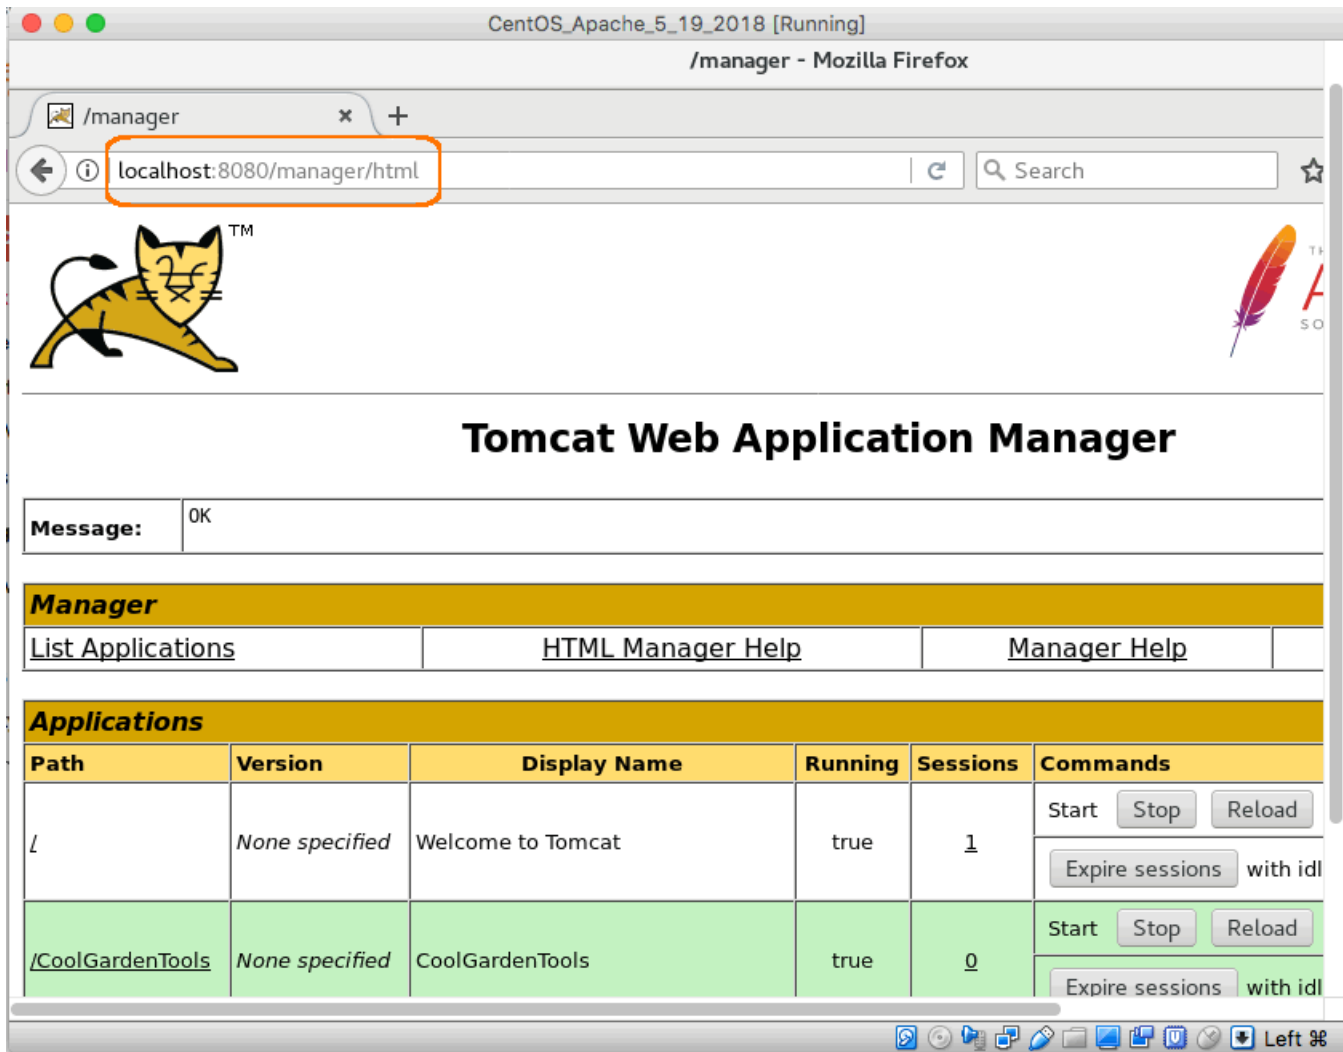 CentOS_Apache_5_19_2018 [Running]
/manager - Mozilla Firefox
/manager
localhost:8080/manager/html
Search
TM
TH
A
SO
Tomcat Web Application Manager
Message: OK
Manager
List Applications HTML Manager Help Manager Help
Applications
Path Version Display Name Running Sessions Commands
/ None specified Welcome to Tomcat true 1 Start Stop Reload
Expire sessions with idl
/CoolGardenTools None specified CoolGardenTools true 0 Start Stop Reload
Expire sessions with idl
Left ⌘